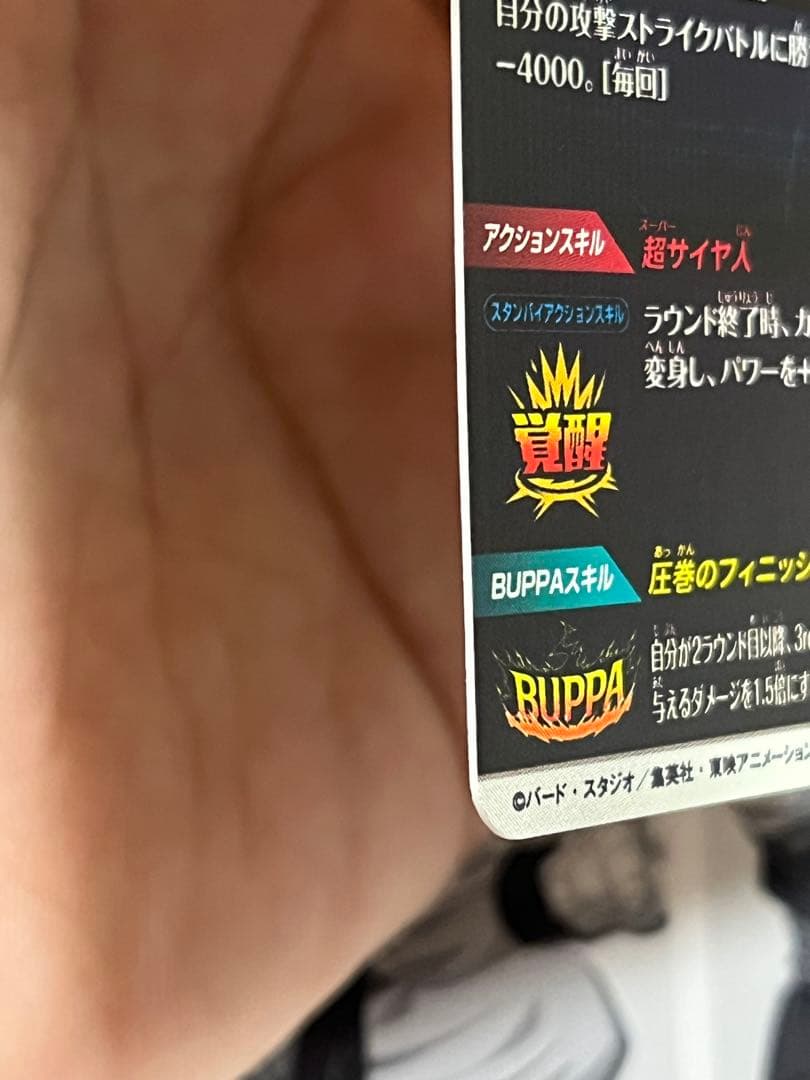 自分の攻撃ストライクバトルに勝
-4000。[毎回]
アクションスキル
超サイヤ人
スタンバイアクションスキル
ラウンド終了時、カ
変身し、パワーを+
覚醒
BUPPAスキル
圧巻のフィニッシ
自分が2ラウンド目以降、3r
BUPPA
与えるダメージを1.5倍にす
©バード・スタジオ/集英社・東映アニメーション